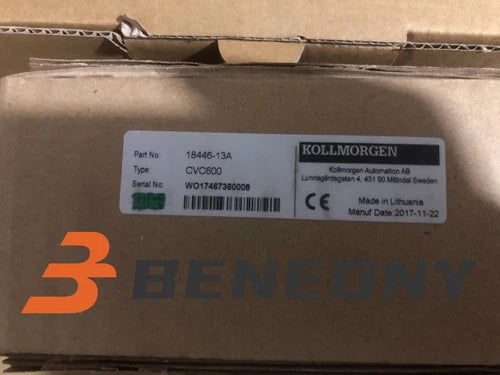 Part No: 18446-13A
Type: CVC600
Serial No: WO17467360008
KOLLMORGEN
Kollmorgen Automation AB
Lunnagårdsgatan 4, 431 90 Mölndal Sweden
CE
Made in Lithuania
Manuf Date: 2017-11-22
BENEONY